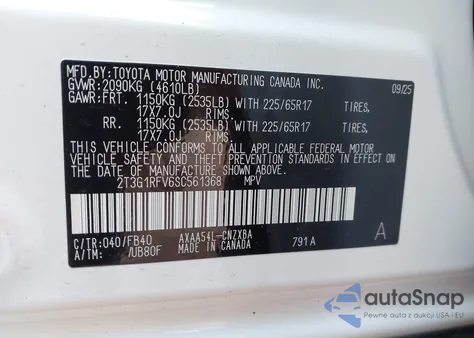 MFD. BY: TOYOTA MOTOR MANUFACTURING CANADA INC. 09/25
GVWR: 2090KG (4610LB)
GAWR: FRT. 1150KG (2535LB) WITH 225/65R17 TIRES,
17X7.0J RIMS.
RR. 1150KG (2535LB) WITH 225/65R17 TIRES,
17X7.0J RIMS.
THIS VEHICLE CONFORMS TO ALL APPLICABLE FEDERAL MOTOR
VEHICLE SAFETY AND THEFT PREVENTION STANDARDS IN EFFECT ON
THE DATE OF MANUFACTURE SHOWN ABOVE.
2T3G1RFV6SC561368 MPV
C/TR: 040/FB40 AXAA54L-CNZXBA
A/TM: /UB80F MADE IN CANADA 791A A
autoSnap
Pewne auta z aukcji USA i EU